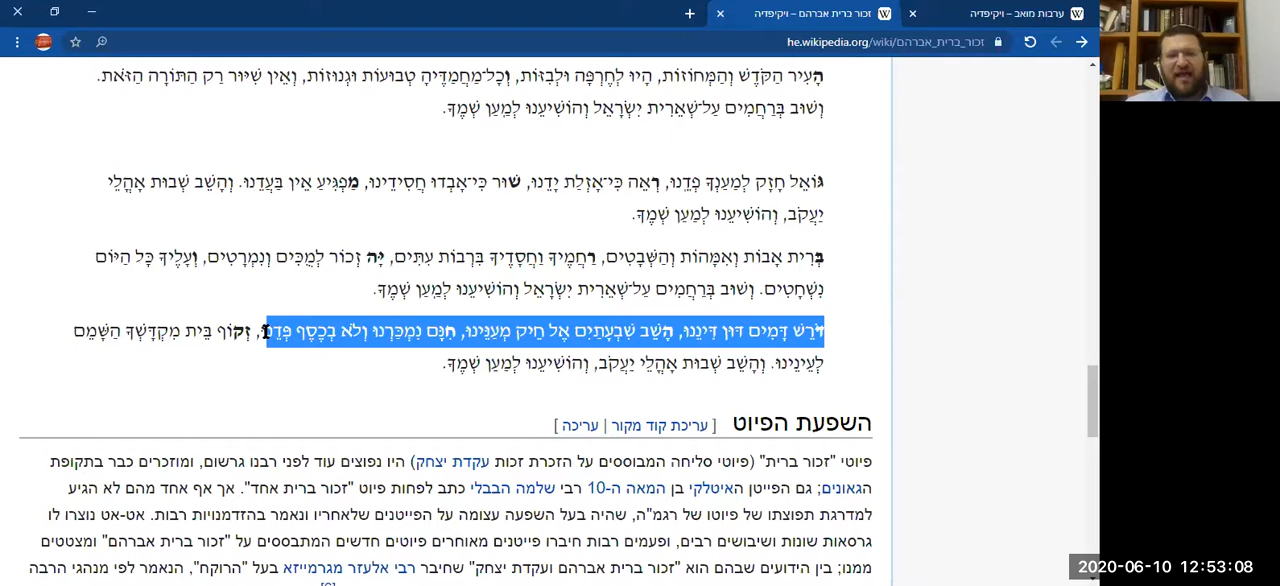 ערבות מואב – ויקיפדיה
זכור ברית אברהם – ויקיפדיה
he.wikipedia.org/wiki/זכור_ברית_אברהם
הָעִיר הַקֹּדֶשׁ וְהַמְּחוֹזוֹת, הָיוּ לְחֶרְפָּה וּלְבִזּוֹת, וְכָל־מַחֲמַדֶּיהָ טְבוּעוֹת וּגְנוּזוֹת, וְאֵין שִׁיּוּר רַק הַתּוֹרָה הַזֹּאת.
וְשׁוּב בְּרַחֲמִים עַל־שְׁאֵרִית יִשְׂרָאֵל וְהוֹשִׁיעֵנוּ לְמַעַן שְׁמֶךָ.
גּוֹאֵל חָזָק לְמַעַנְךָ פְדֵנוּ, רְאֵה כִּי־אָזְלַת יָדֵנוּ, שׁוּר כִּי־אָבְדוּ חֲסִידֵינוּ, מַפְגִּיעַ אֵין בַּעֲדֵנוּ. וְהָשֵׁב שְׁבוּת אָהֳלֵי
יַעֲקֹב, וְהוֹשִׁיעֵנוּ לְמַעַן שְׁמֶךָ.
בְּרִית אָבוֹת וְאִמָּהוֹת וְהַשְּׁבָטִים, רַחֲמֶיךָ וַחֲסָדֶיךָ בִּרְבוֹת עִתִּים, יָהּ זְכוֹר לְמֻכִּים וְנִמְרָטִים, וְעָלֶיךָ כָּל הַיּוֹם
נִשְׁחָטִים. וְשׁוּב בְּרַחֲמִים עַל־שְׁאֵרִית יִשְׂרָאֵל וְהוֹשִׁיעֵנוּ לְמַעַן שְׁמֶךָ.
דּוֹרֵשׁ דָּמִים דּוּן דִּינֵנוּ, הָשֵׁב שִׁבְעָתַיִם אֶל חֵיק מְעַנֵּינוּ, חִנָּם נִמְכַּרְנוּ וְלֹא בְכֶסֶף פְּדֵנוּ, זְקוֹף בֵּית מִקְדָּשְׁךָ הַשָּׁמֵם
לְעֵינֵינוּ. וְהָשֵׁב שְׁבוּת אָהֳלֵי יַעֲקֹב, וְהוֹשִׁיעֵנוּ לְמַעַן שְׁמֶךָ.
השפעת הפיוט [ עריכת קוד מקור | עריכה ]
פיוטי "זכור ברית" (פיוטי סליחה המבוססים על הזכרת זכות עקדת יצחק) היו נפוצים עוד לפני רבנו גרשום, ומוזכרים כבר בתקופת
הגאונים; גם הפייטן האיטלקי בן המאה ה-10 רבי שלמה הבבלי כתב לפחות פיוט "זכור ברית אחד". אך אף אחד מהם לא הגיע
למדרגת תפוצתו של פיוטו של רגמ"ה, שהיה בעל השפעה עצומה על הפייטנים שלאחריו ונאמר בהזדמנויות רבות. אט-אט נוצרו לו
גרסאות שונות ושיבושים רבים, ופעמים רבות חיברו פייטנים מאוחרים פיוטים חדשים המתבססים על "זכור ברית אברהם" ומצטטים
ממנו; בין הידועים שבהם הוא "זכור ברית אברהם ועקדת יצחק" שחיבר רבי אלעזר מגרמייזא בעל "הרוקח", הנאמר לפי מנהגי הרבה
2020-06-10 12:53:08